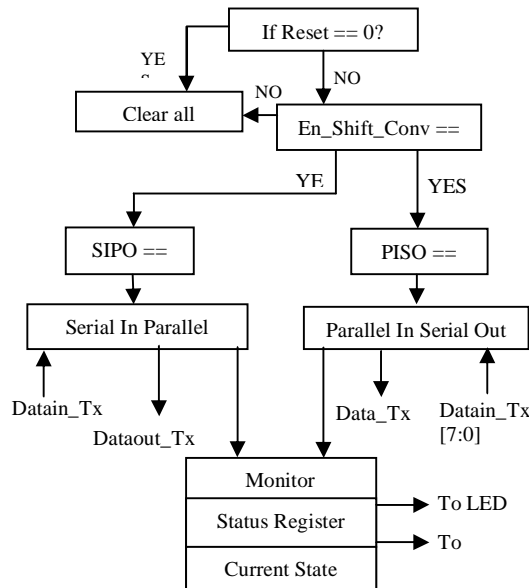 If Reset == 0?
YE
NO
NO
Clear all
En_Shift_Conv ==
YE
YES
SIPO ==
PISO ==
Serial In Parallel
Parallel In Serial Out
Datain_Tx
Dataout_Tx
Data_Tx
Datain_Tx
[7:0]
Monitor
Status Register
To LED
To
Current State